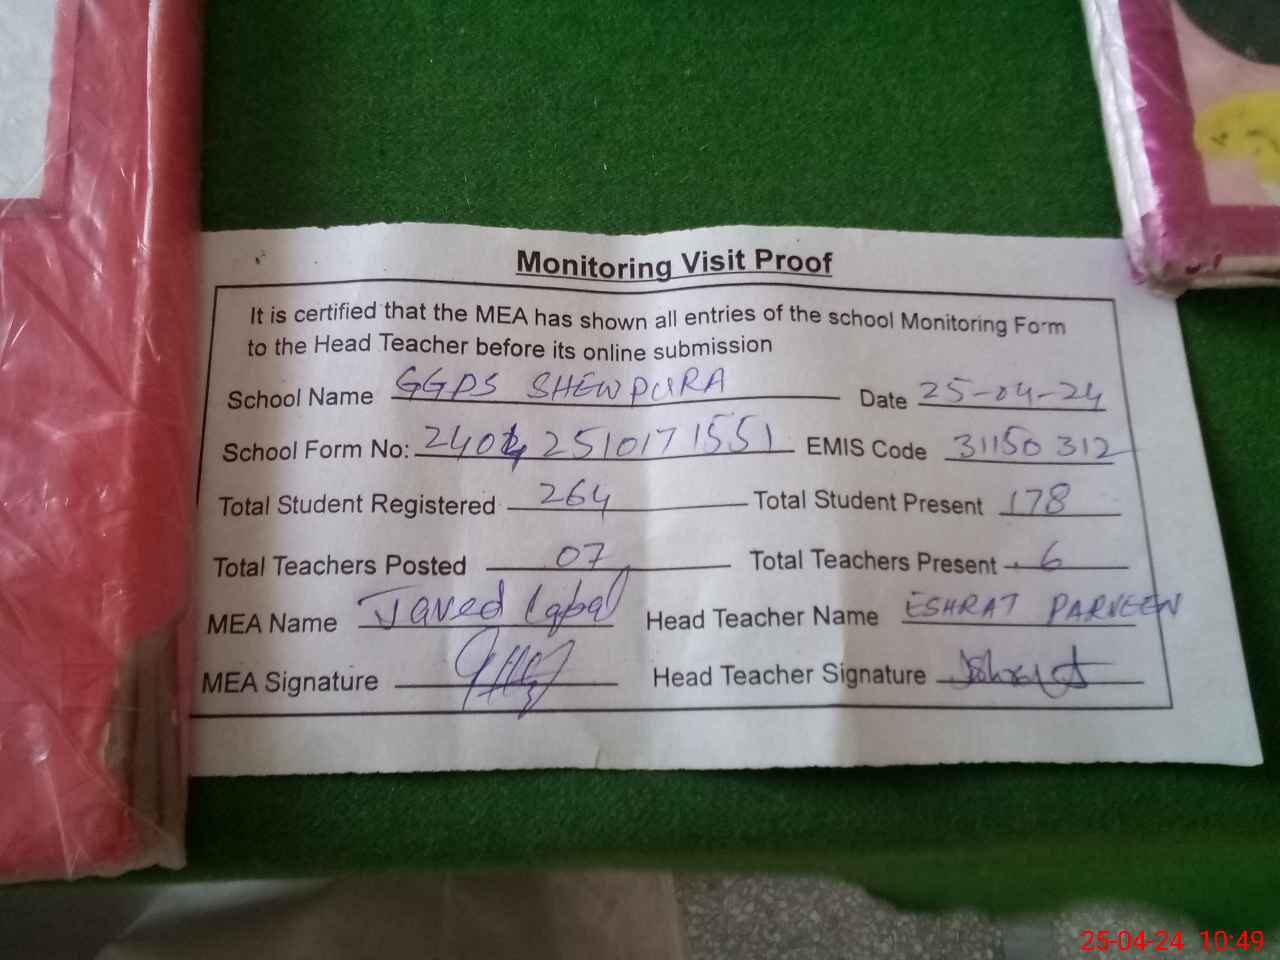 Monitoring Visit Proof
It is certified that the MEA has shown all entries of the school Monitoring Form
to the Head Teacher before its online submission
School Name GGPS SHEWPURA Date 25-04-24
School Form No: 2404 2510171551 EMIS Code 31150312
Total Student Registered 264 Total Student Present 178
Total Teachers Posted 07 Total Teachers Present 6
MEA Name Javed Iqbal Head Teacher Name ESHRAT PARVEEN
MEA Signature Head Teacher Signature Ishrat
25-04-24 10:49